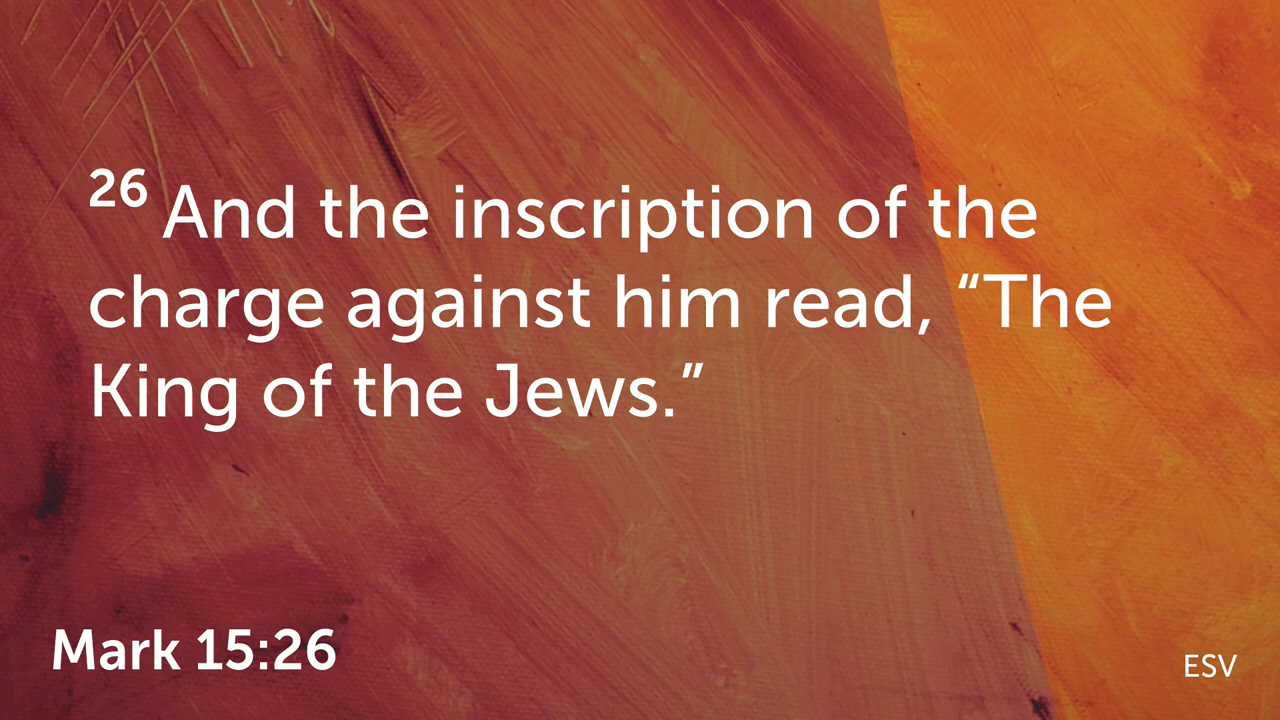 26 And the inscription of the
charge against him read, “The
King of the Jews.”
Mark 15:26
ESV